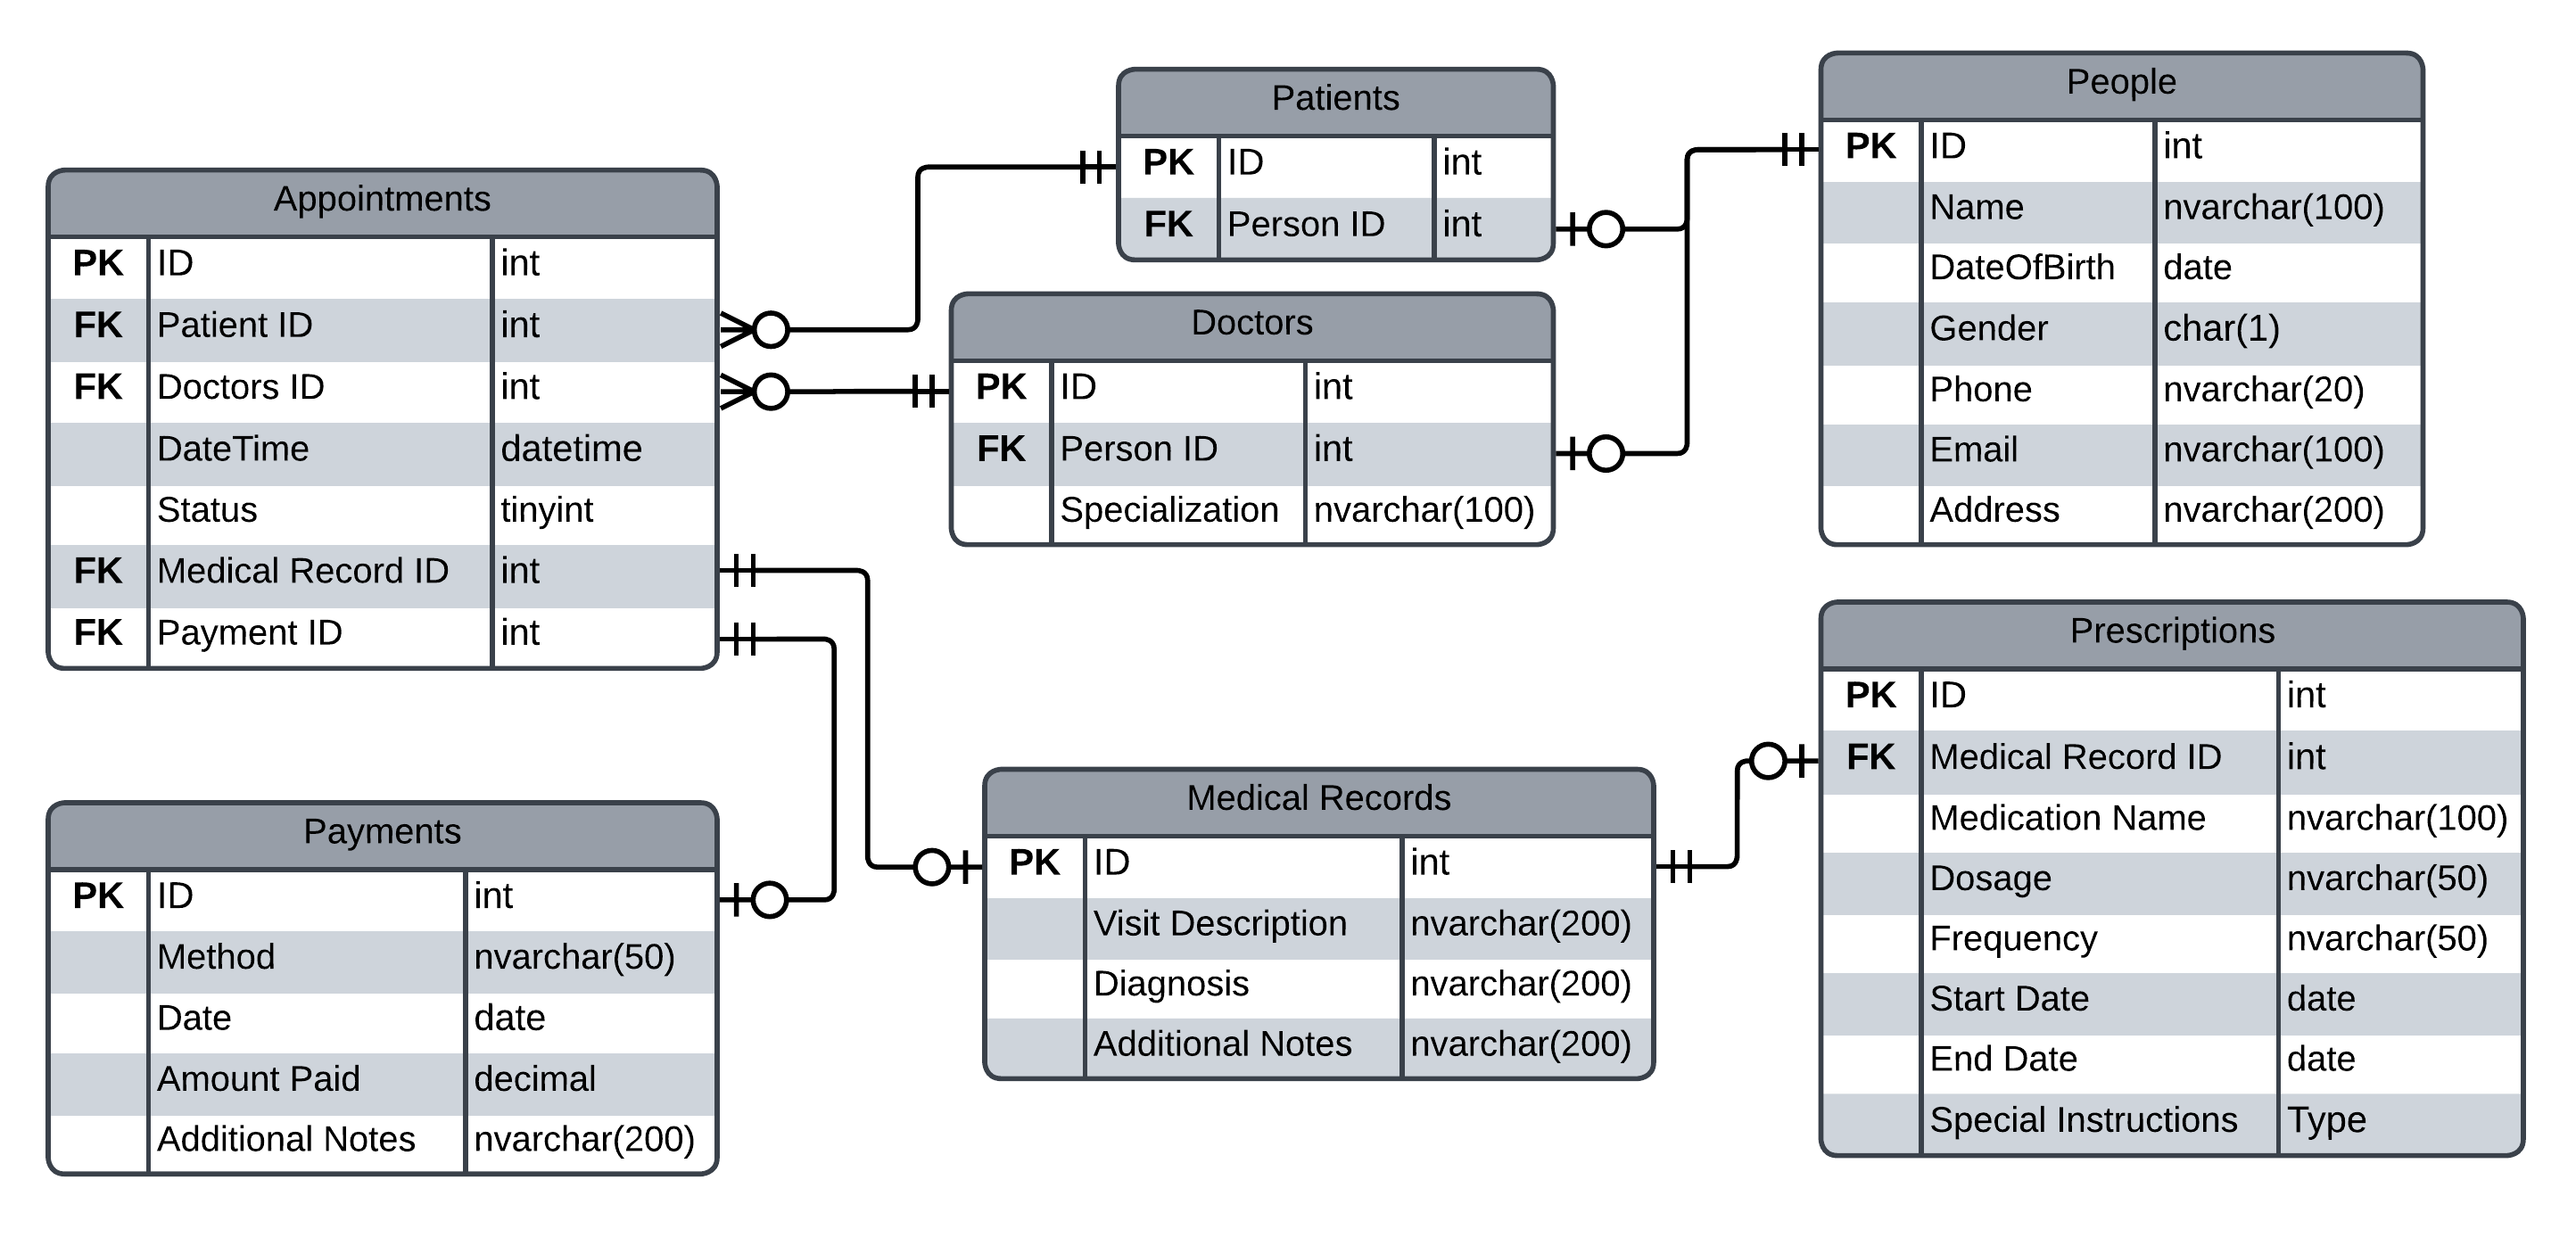 Appointments
PK ID int
FK Patient ID int
FK Doctors ID int
DateTime datetime
Status tinyint
FK Medical Record ID int
FK Payment ID int
Patients
PK ID int
FK Person ID int
Doctors
PK ID int
FK Person ID int
Specialization nvarchar(100)
People
PK ID int
Name nvarchar(100)
DateOfBirth date
Gender char(1)
Phone nvarchar(20)
Email nvarchar(100)
Address nvarchar(200)
Payments
PK ID int
Method nvarchar(50)
Date date
Amount Paid decimal
Additional Notes nvarchar(200)
Medical Records
PK ID int
Visit Description nvarchar(200)
Diagnosis nvarchar(200)
Additional Notes nvarchar(200)
Prescriptions
PK ID int
FK Medical Record ID int
Medication Name nvarchar(100)
Dosage nvarchar(50)
Frequency nvarchar(50)
Start Date date
End Date date
Special Instructions Type